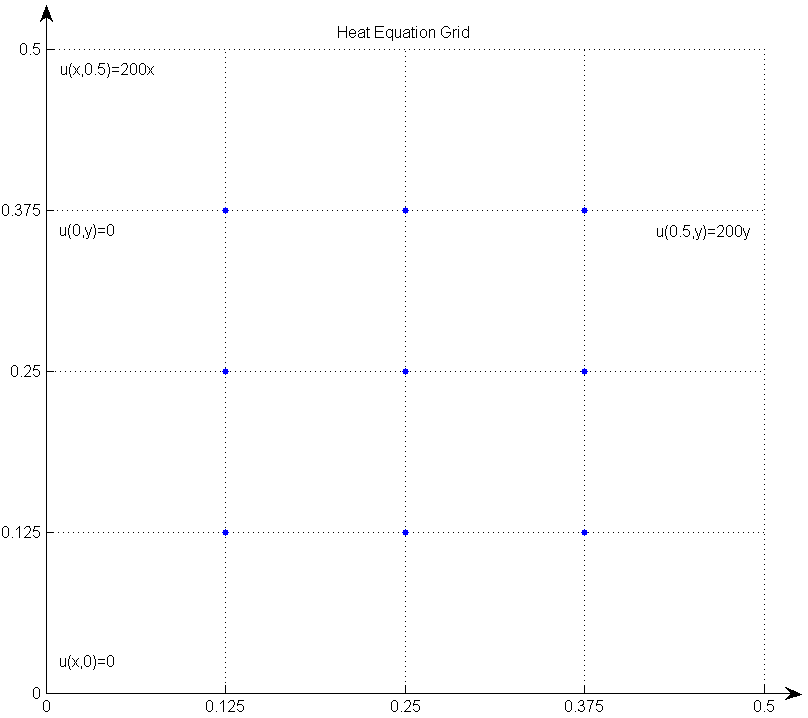 Heat Equation Grid
0.5
u(x,0.5)=200x
0.375
u(0,y)=0
u(0.5,y)=200y
0.25
0.125
u(x,0)=0
0
0 0.125 0.25 0.375 0.5